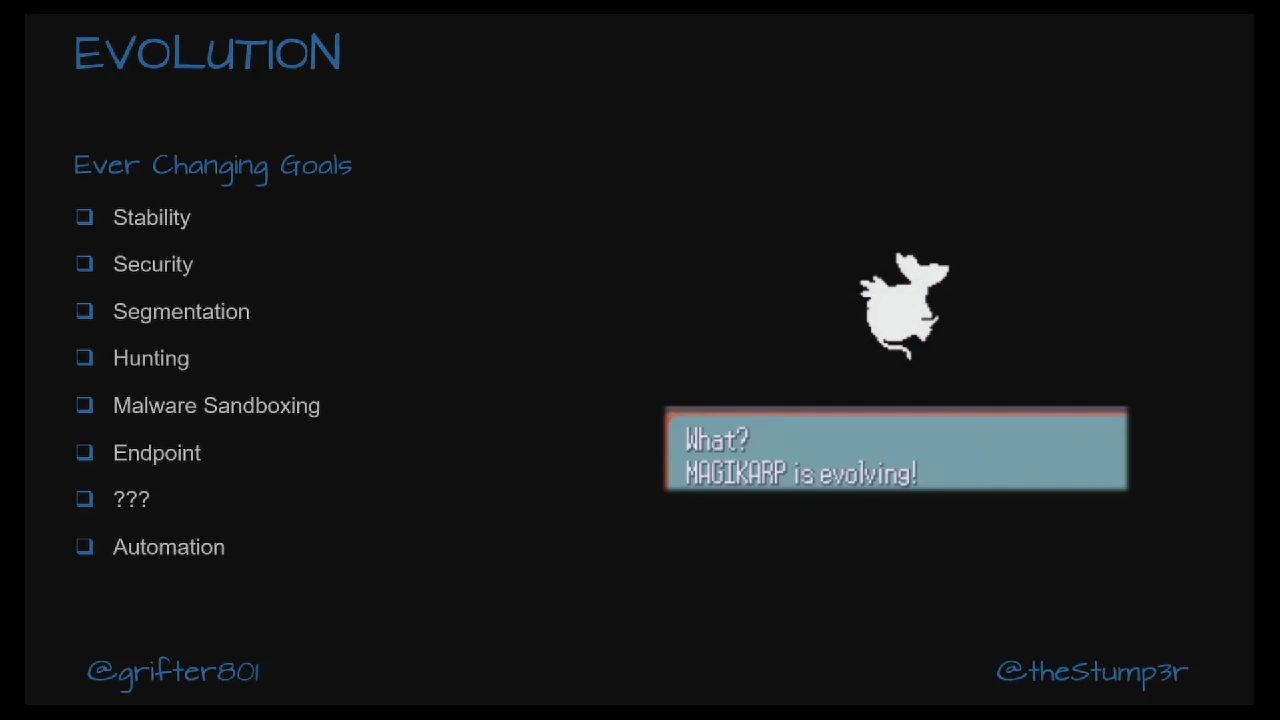 EVOLUTION
Ever Changing Goals
Stability
Security
Segmentation
Hunting
Malware Sandboxing
Endpoint
???
Automation
What?
MAGIKARP is evolving!
@grifter801
@theStump3r